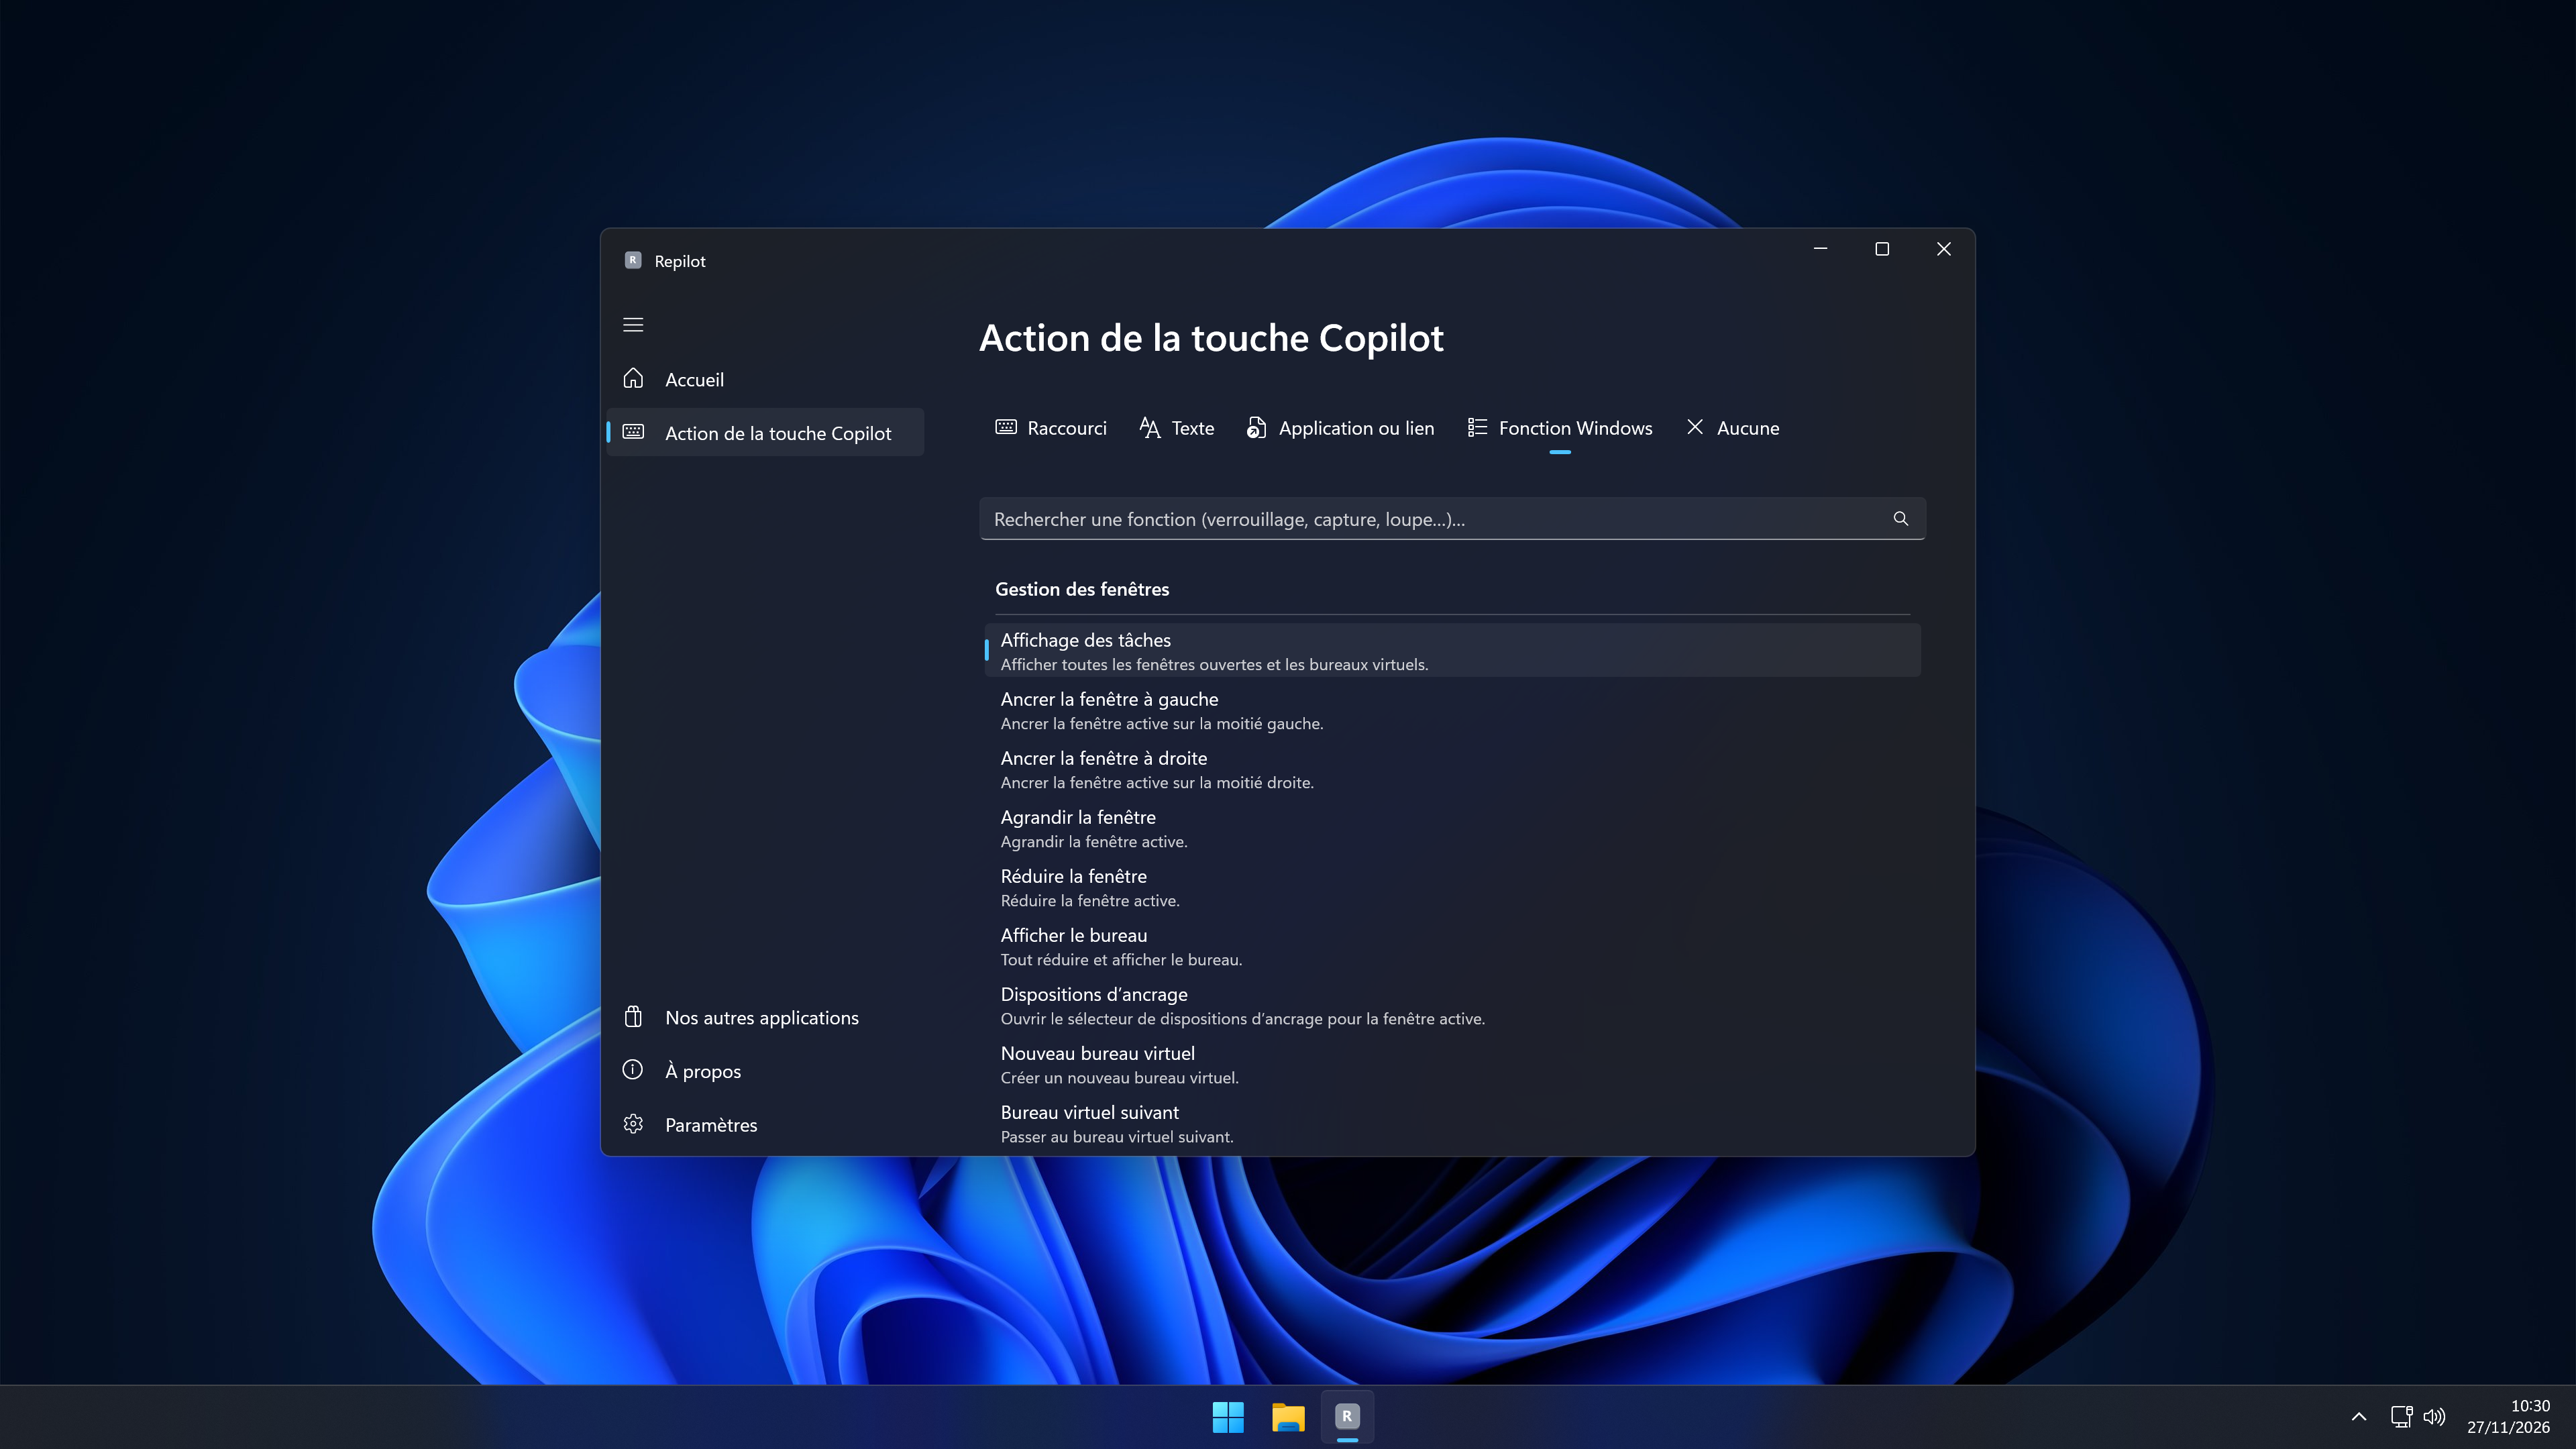 R Repilot
Action de la touche Copilot
Accueil
Action de la touche Copilot
Raccourci
Texte
Application ou lien
Fonction Windows
Aucune
Rechercher une fonction (verrouillage, capture, loupe...)...
Gestion des fenêtres
Affichage des tâches
Afficher toutes les fenêtres ouvertes et les bureaux virtuels.
Ancrer la fenêtre à gauche
Ancrer la fenêtre active sur la moitié gauche.
Ancrer la fenêtre à droite
Ancrer la fenêtre active sur la moitié droite.
Agrandir la fenêtre
Agrandir la fenêtre active.
Réduire la fenêtre
Réduire la fenêtre active.
Afficher le bureau
Tout réduire et afficher le bureau.
Dispositions d’ancrage
Ouvrir le sélecteur de dispositions d’ancrage pour la fenêtre active.
Nouveau bureau virtuel
Créer un nouveau bureau virtuel.
Bureau virtuel suivant
Passer au bureau virtuel suivant.
Nos autres applications
À propos
Paramètres
R
10:30
27/11/2026